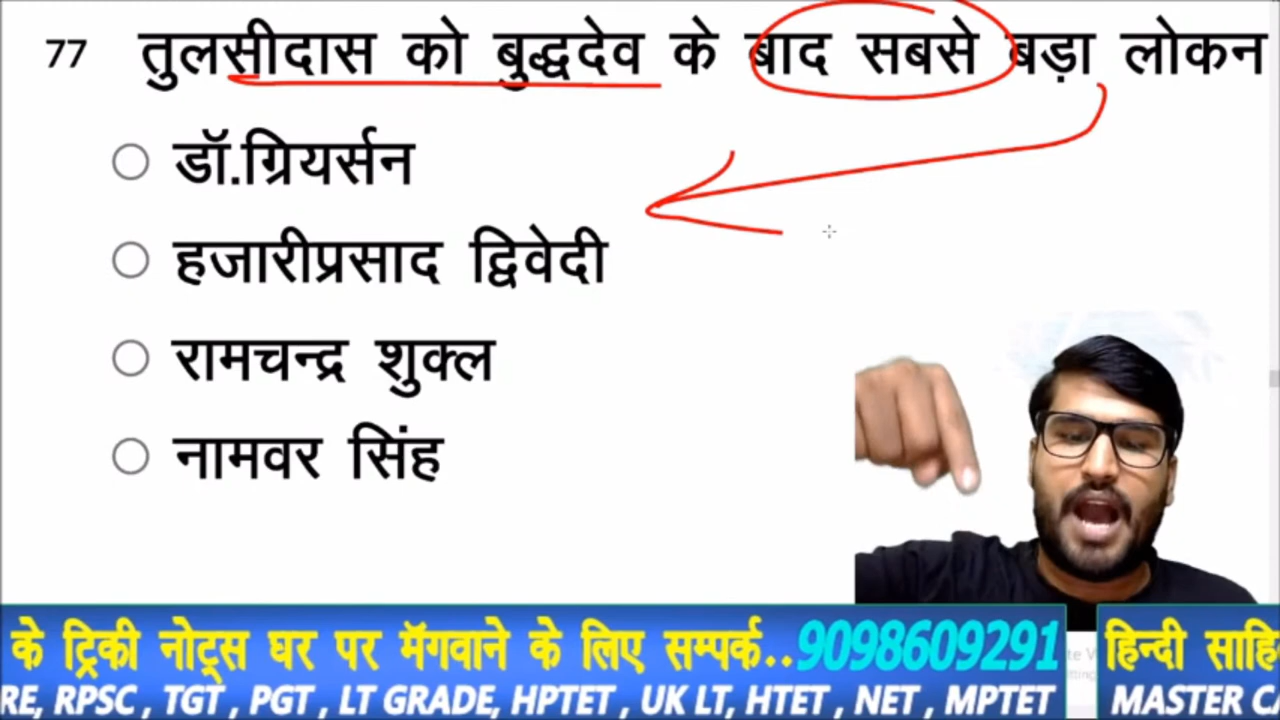 77 तुलसीदास को बुद्धदेव के बाद सबसे बड़ा लोकन
डॉ.ग्रियर्सन
हजारीप्रसाद द्विवेदी
रामचन्द्र शुक्ल
नामवर सिंह
के ट्रिकी नोट्स घर पर मॅगवाने के लिए सम्पर्क..9098609291
हिन्दी साहि
RE, RPSC , TGT , PGT , LT GRADE, HPTET , UK LT, HTET , NET , MPTET
MASTER CA